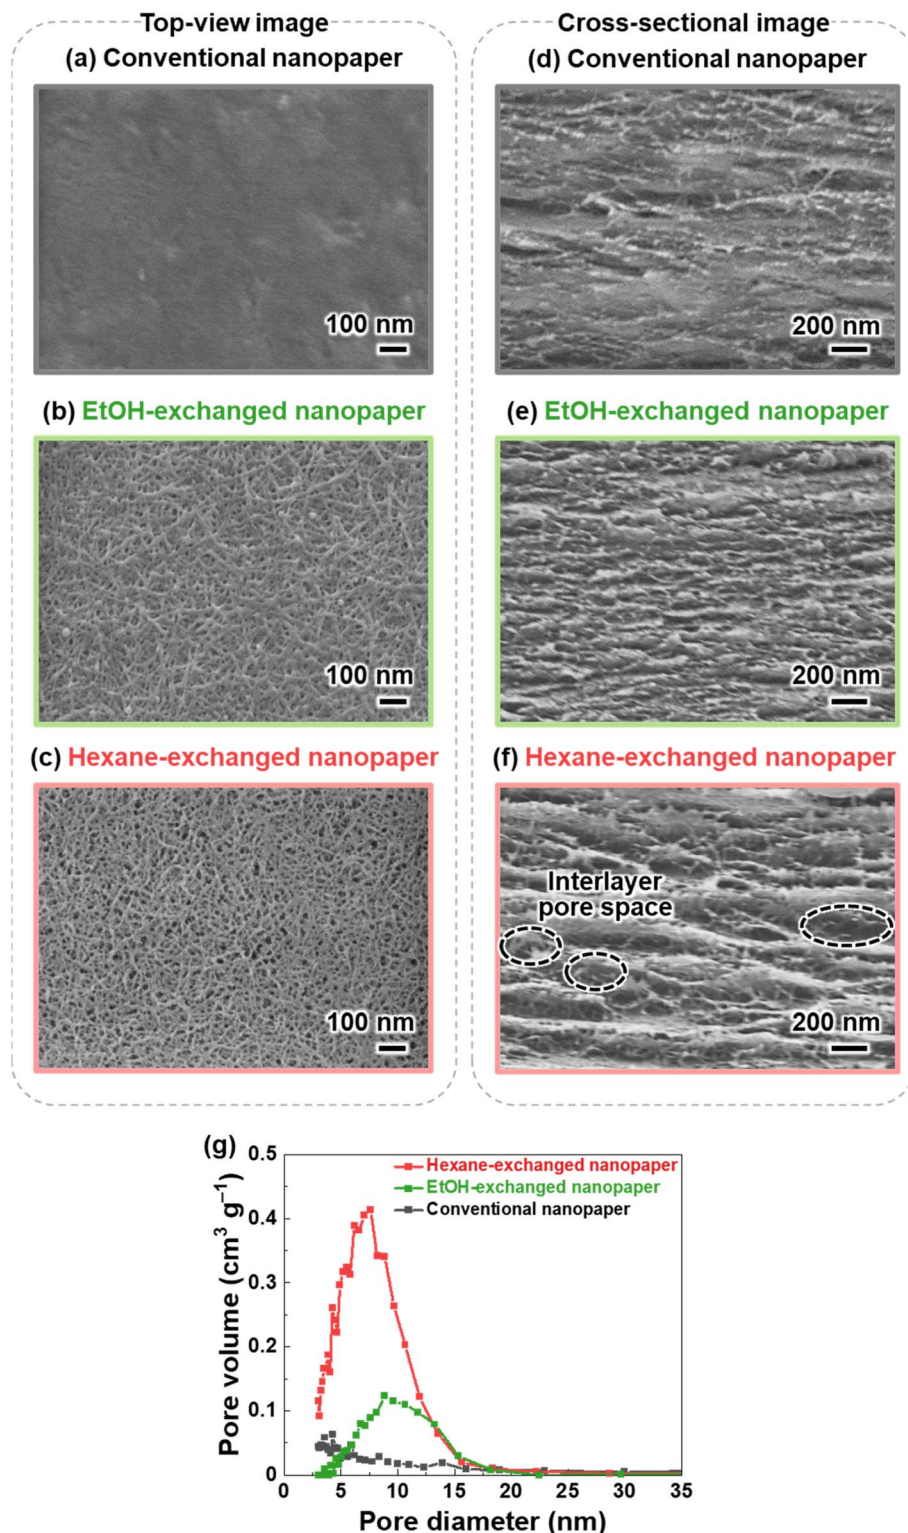 Top-view image
(a) Conventional nanopaper
100 nm
(b) EtOH-exchanged nanopaper
100 nm
(c) Hexane-exchanged nanopaper
100 nm
Cross-sectional image
(d) Conventional nanopaper
200 nm
(e) EtOH-exchanged nanopaper
200 nm
(f) Hexane-exchanged nanopaper
Interlayer
pore space
200 nm
(g)
Pore volume (cm³ g⁻¹)
0.5
0.4
0.3
0.2
0.1
0
Hexane-exchanged nanopaper
EtOH-exchanged nanopaper
Conventional nanopaper
0 5 10 15 20 25 30 35
Pore diameter (nm)